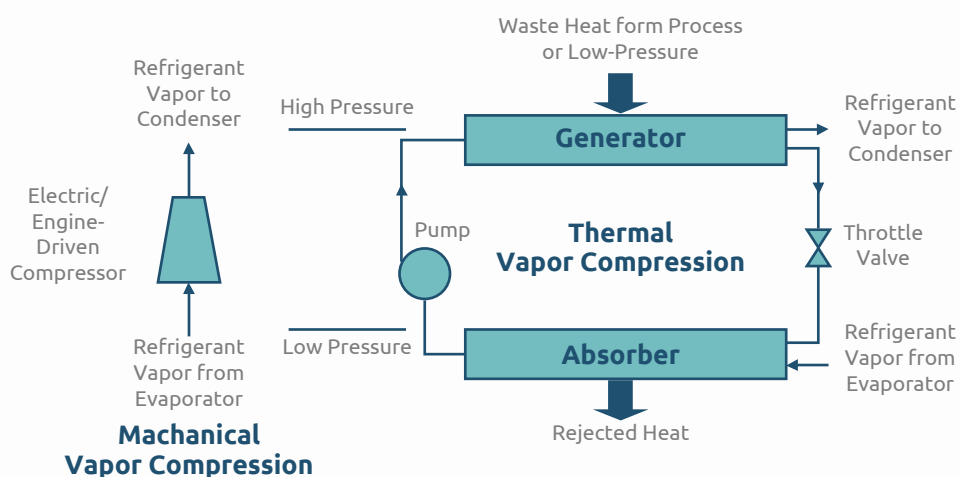 Refrigerant
Vapor to
Condenser
Electric/
Engine-
Driven
Compressor
Refrigerant
Vapor from
Evaporator
Machanical
Vapor Compression
High Pressure
Low Pressure
Waste Heat form Process
or Low-Pressure
Generator
Refrigerant
Vapor to
Condenser
Pump
Thermal
Vapor Compression
Throttle
Valve
Absorber
Refrigerant
Vapor from
Evaporator
Rejected Heat